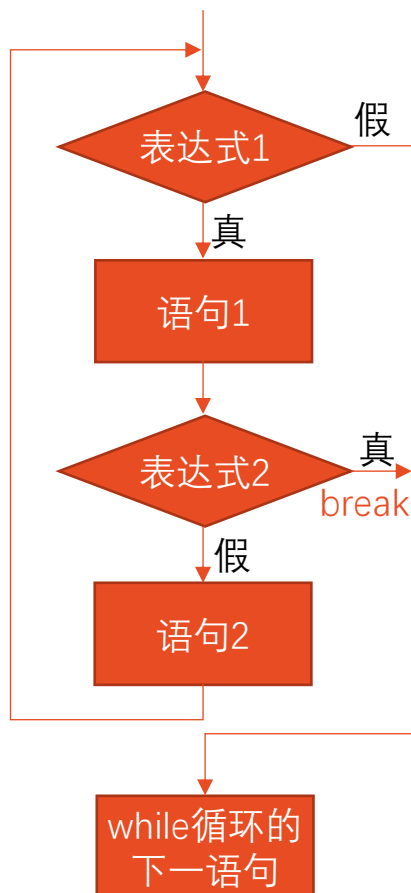 表达式1
假
真
语句1
表达式2
真
break
假
语句2
while循环的
下一语句